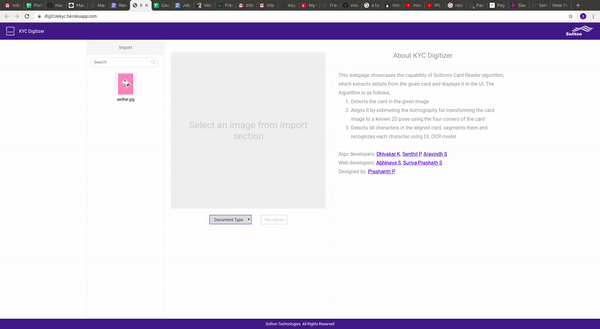 digitizekyc.herokuapp.com
KYC Digitizer
Soliton
Import
Search
Select an image from import
section
Document Type
Recognize
About KYC Digitizer
This webpage showcases the capability of Soliton's Card Reader algorithm,
which extracts details from the given card and displays it in the UI. The
Algorithm is as follows,
1. Detects the card in the given image
2. Aligns it by estimating the homography for transforming the card
image to a known 2D pose using the four corners of the card
3. Detects all characters in the aligned card, segments them and
recognizes each character using DL OCR model
Algo developers: Dhivakar K, Senthil P, Aravindh S
Web developers: Abhinaya S, Suriya Prashath S
Designed by: Prashanth P
Soliton Technologies. All Rights Reserved